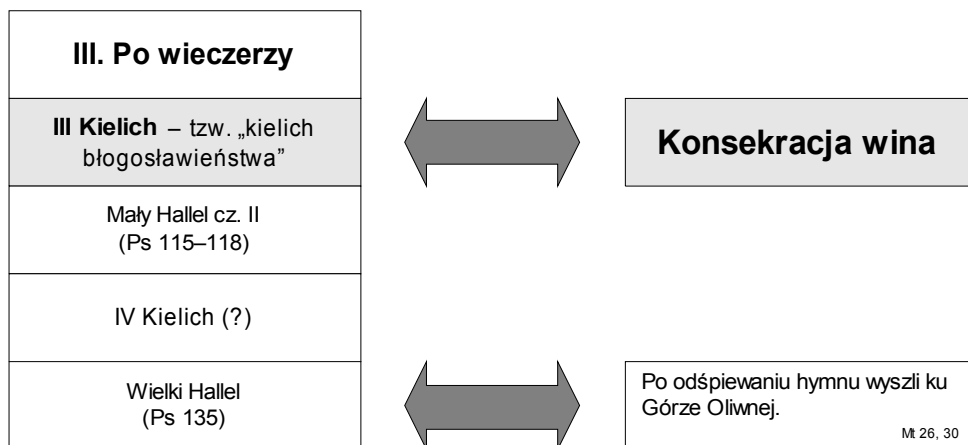 III. Po wieczerzy
III Kielich – tzw. „kielich
błogosławieństwa”
Konsekracja wina
Mały Hallel cz. II
(Ps 115–118)
IV Kielich (?)
Wielki Hallel
(Ps 135)
Po odśpiewaniu hymnu wyszli ku
Górze Oliwnej.
Mt 26, 30